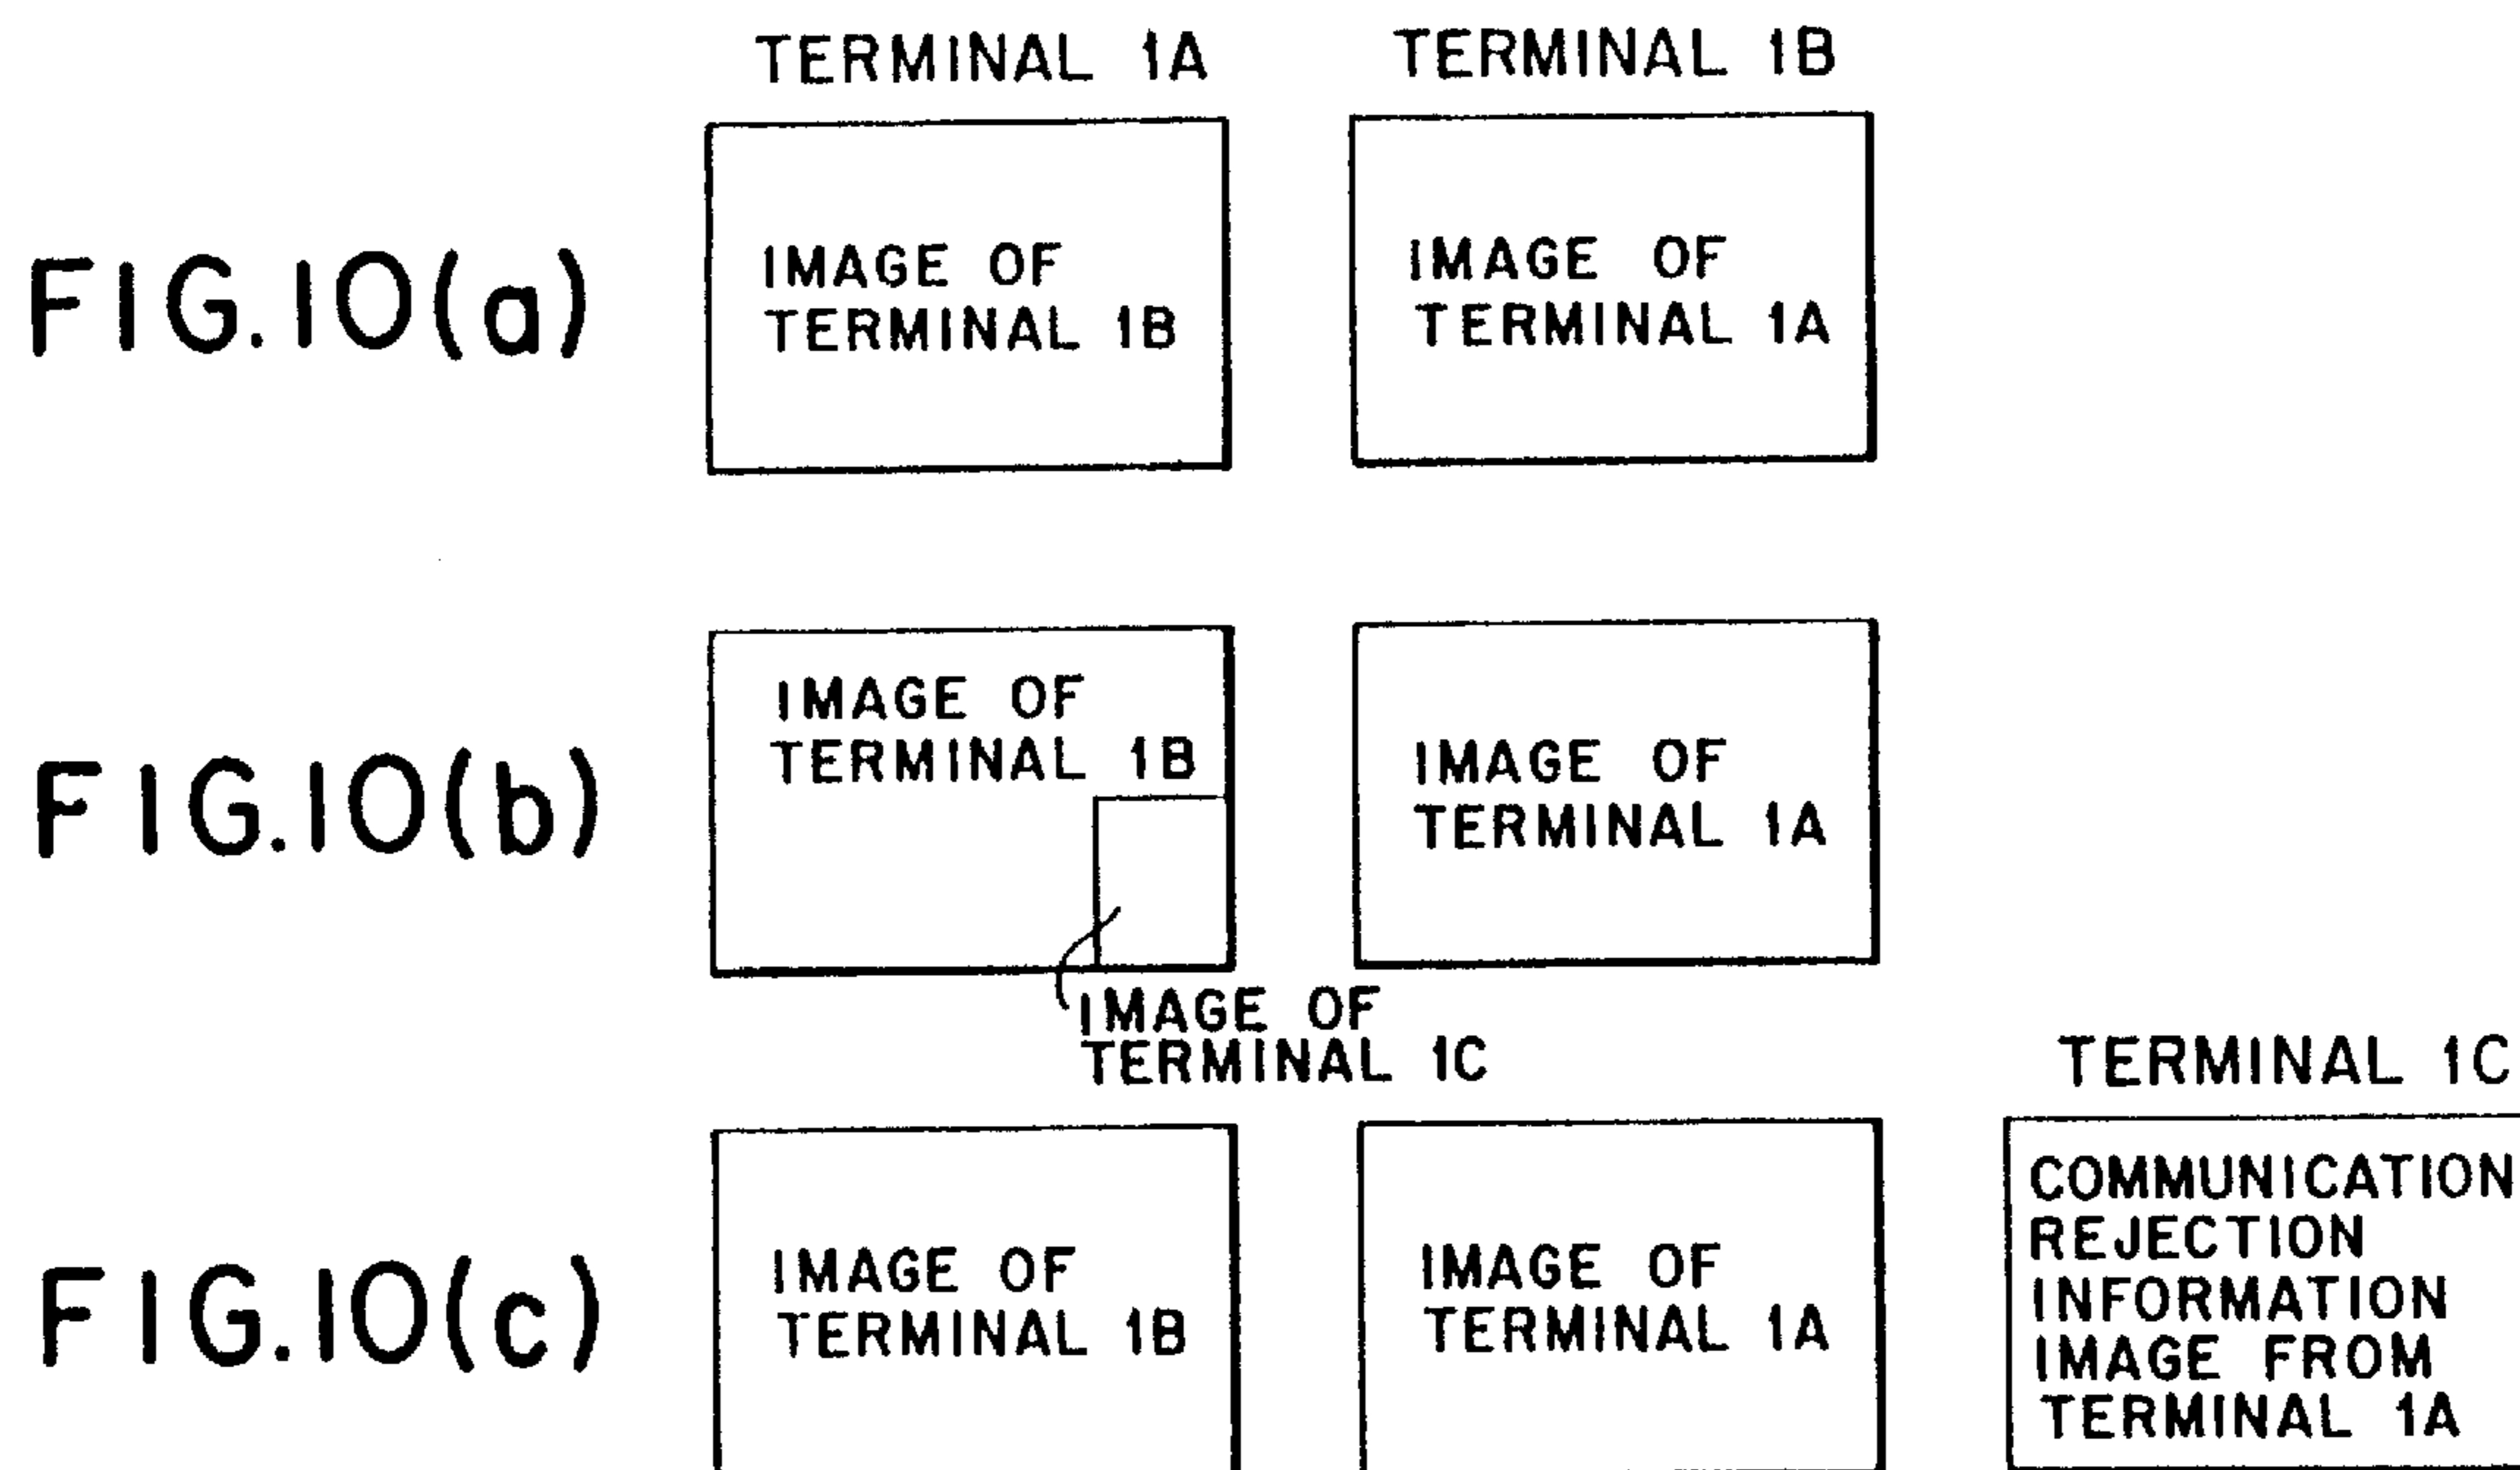 TERMINAL 1A
TERMINAL 1B
FIG.10(a)
IMAGE OF
TERMINAL 1B
IMAGE OF
TERMINAL 1A
FIG.10(b)
IMAGE OF
TERMINAL 1B
IMAGE OF
TERMINAL 1A
IMAGE OF
TERMINAL 1C
TERMINAL 1C
FIG.10(c)
IMAGE OF
TERMINAL 1B
IMAGE OF
TERMINAL 1A
COMMUNICATION
REJECTION
INFORMATION
IMAGE FROM
TERMINAL 1A